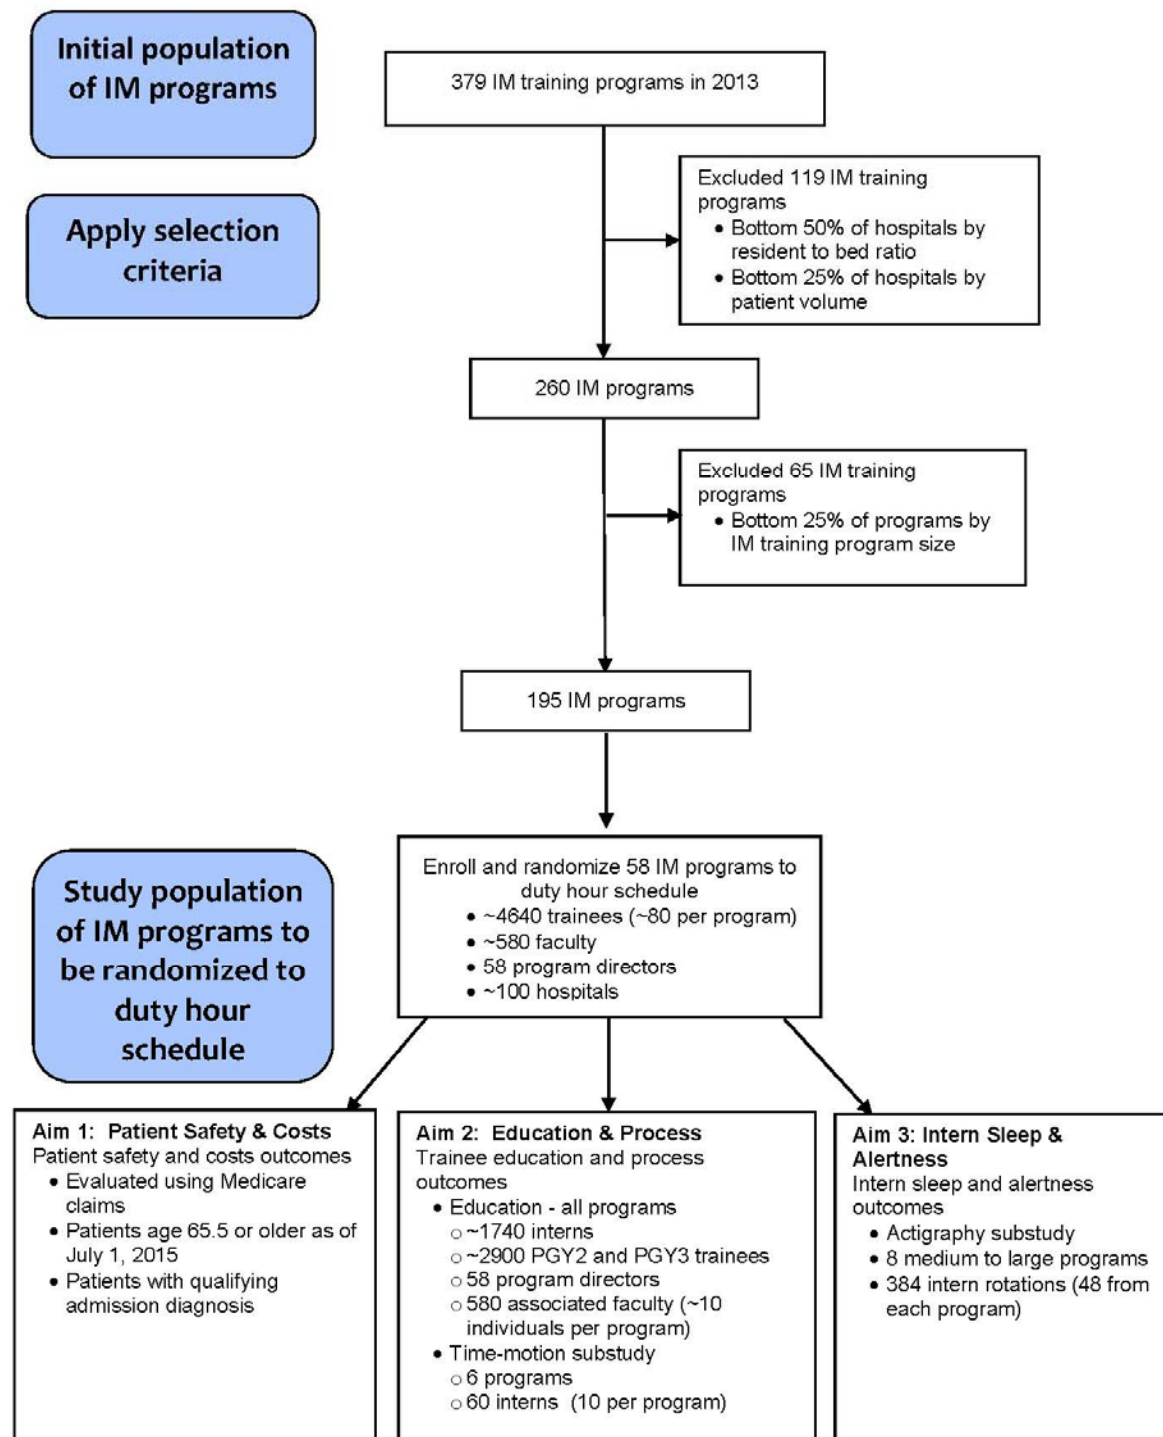 Initial population
of IM programs
379 IM training programs in 2013
Excluded 119 IM training
programs
• Bottom 50% of hospitals by
resident to bed ratio
• Bottom 25% of hospitals by
patient volume
Apply selection
criteria
260 IM programs
Excluded 65 IM training
programs
• Bottom 25% of programs by
IM training program size
195 IM programs
Enroll and randomize 58 IM programs to
duty hour schedule
• ~4640 trainees (~80 per program)
• ~580 faculty
• 58 program directors
• ~100 hospitals
Study population
of IM programs to
be randomized to
duty hour
schedule
Aim 1: Patient Safety & Costs
Patient safety and costs outcomes
• Evaluated using Medicare
claims
• Patients age 65.5 or older as of
July 1, 2015
• Patients with qualifying
admission diagnosis
Aim 2: Education & Process
Trainee education and process
outcomes
• Education - all programs
○ ~1740 interns
○ ~2900 PGY2 and PGY3 trainees
○ 58 program directors
○ 580 associated faculty (~10
individuals per program)
• Time-motion substudy
○ 6 programs
○ 60 interns (10 per program)
Aim 3: Intern Sleep &
Alertness
Intern sleep and alertness
outcomes
• Actigraphy substudy
• 8 medium to large programs
• 384 intern rotations (48 from
each program)